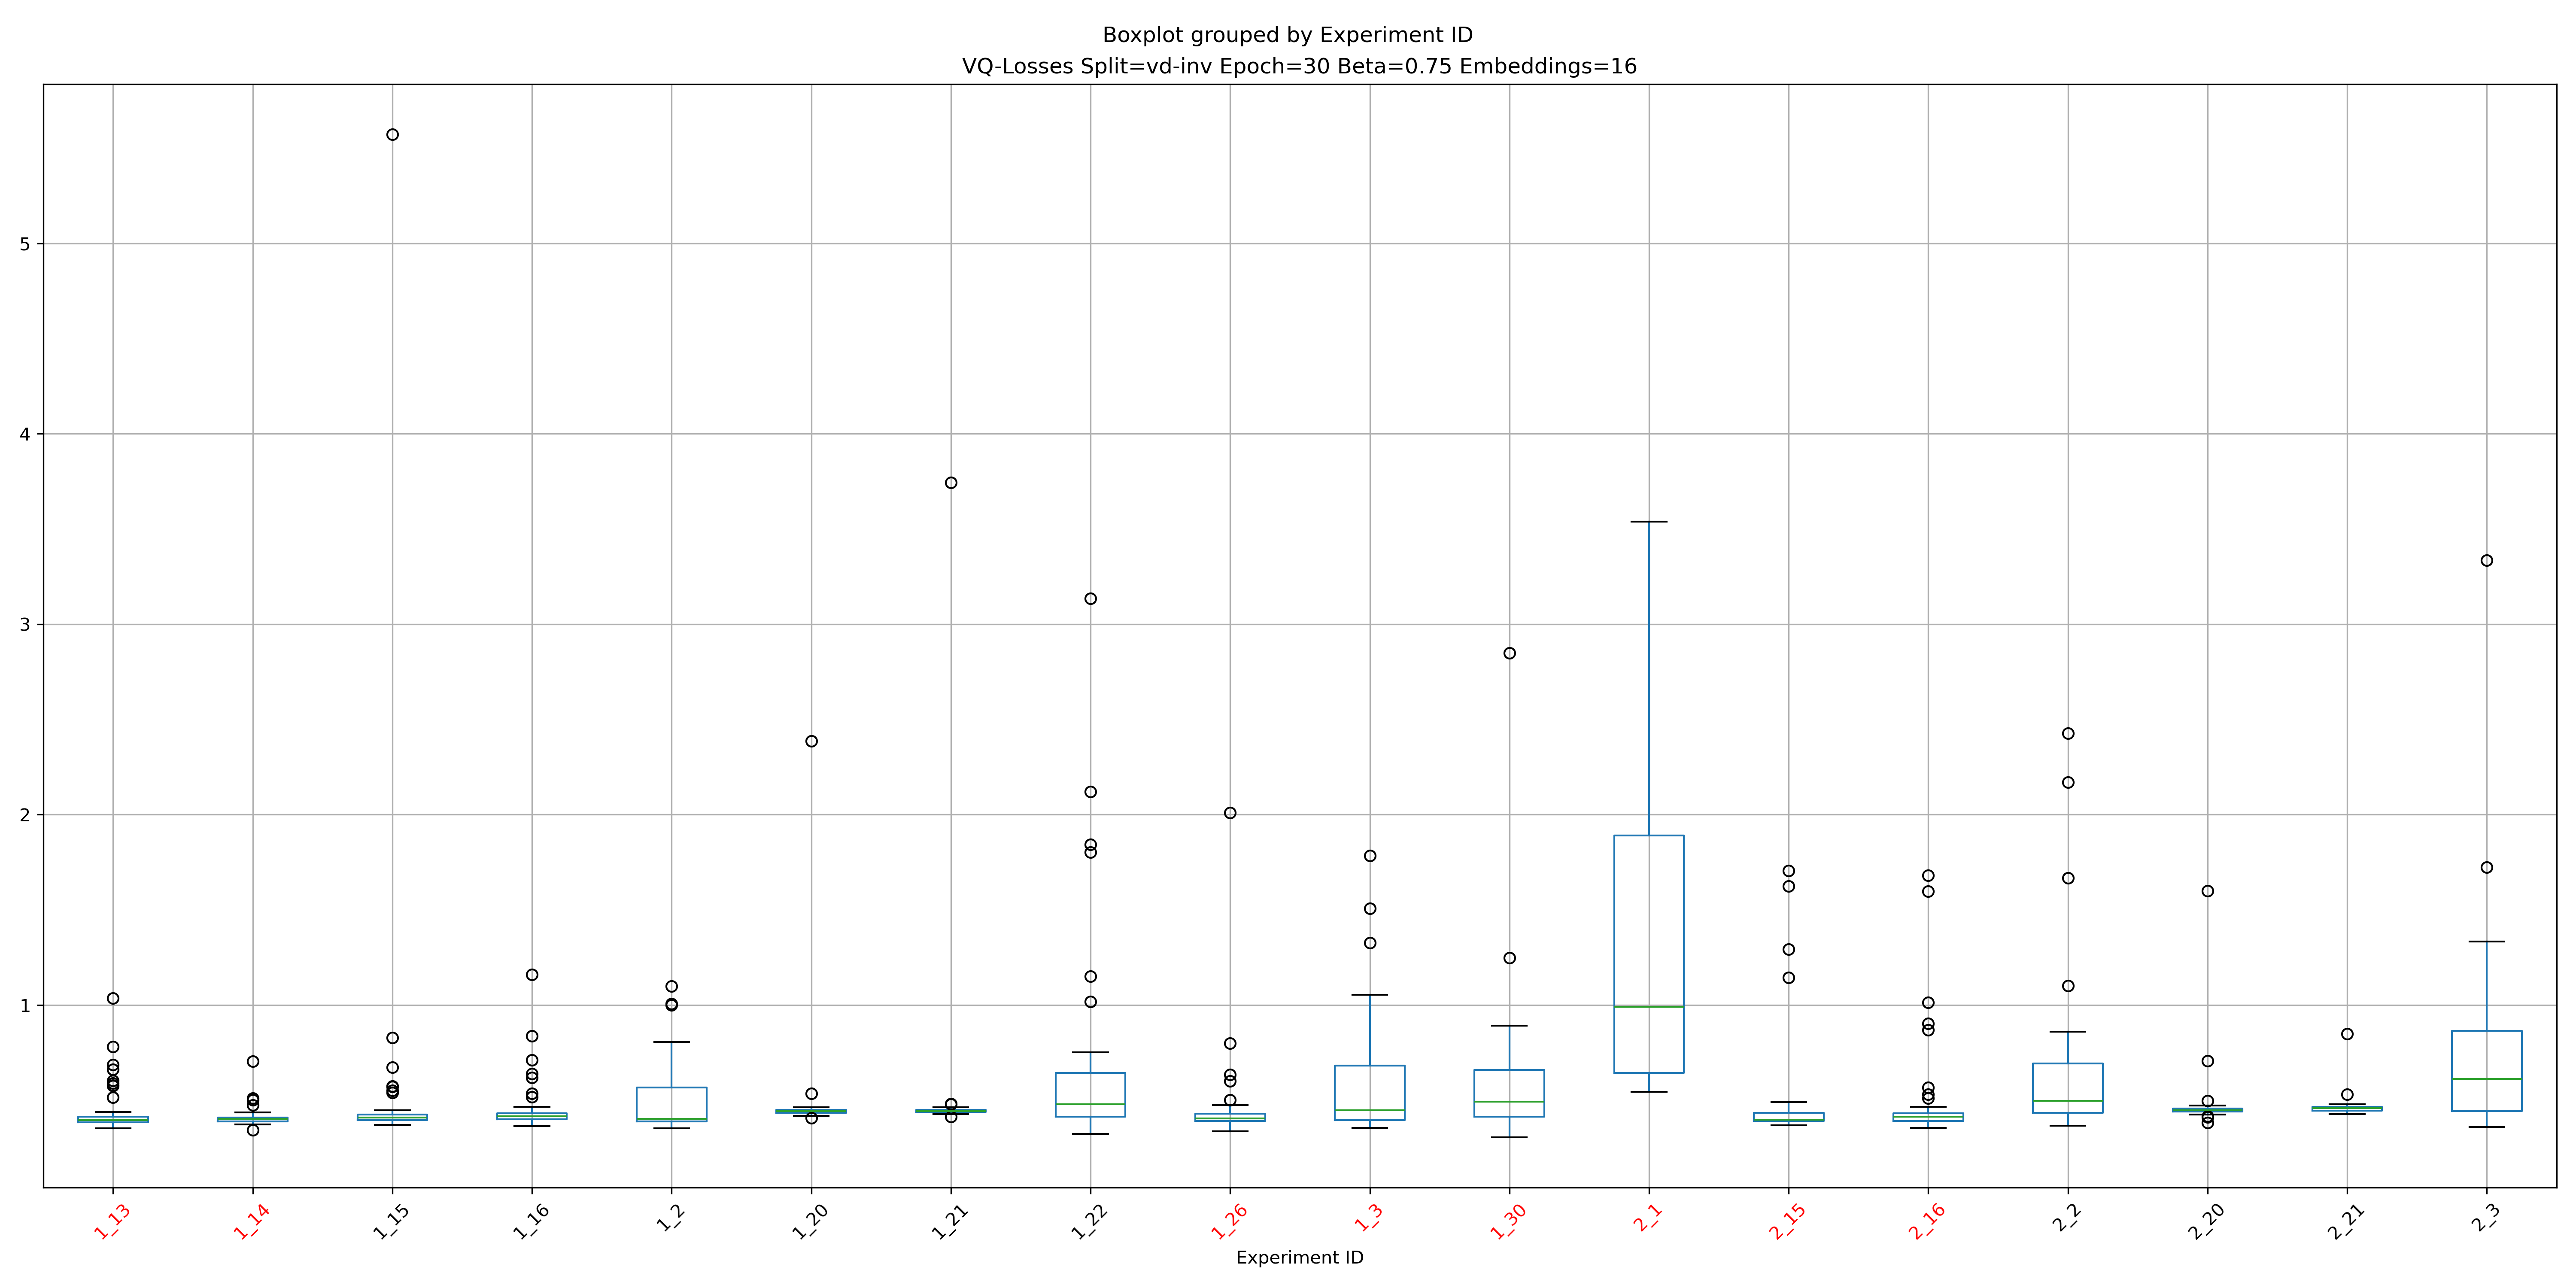 Boxplot grouped by Experiment ID
VQ-Losses Split=vd-inv Epoch=30 Beta=0.75 Embeddings=16
5
4
3
2
1
1_13 1_14 1_15 1_16 1_2 1_20 1_21 1_22 1_26 1_3 1_30 2_1 2_15 2_16 2_2 2_20 2_21 2_3
Experiment ID